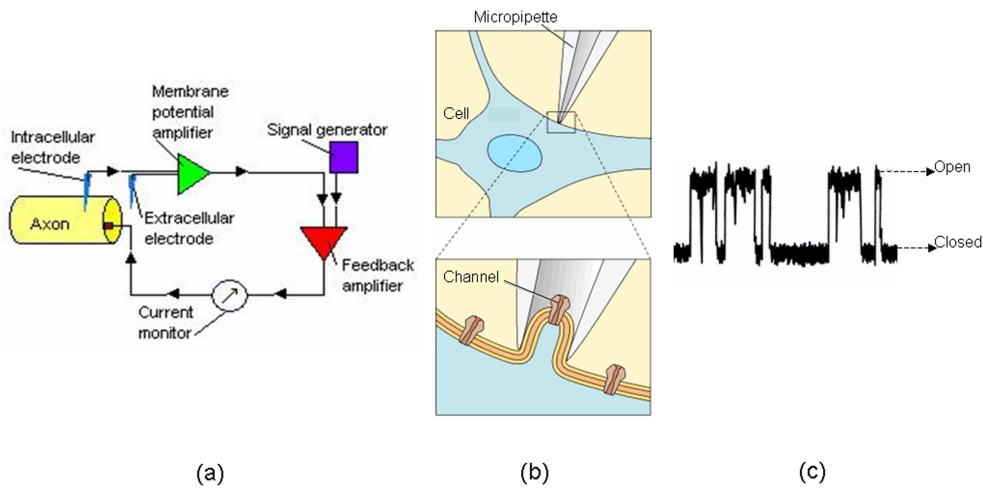 Membrane
potential
amplifier
Signal generator
Intracellular
electrode
Axon
Extracellular
electrode
Feedback
amplifier
Current
monitor
(a)
Micropipette
Cell
Channel
(b)
Open
Closed
(c)